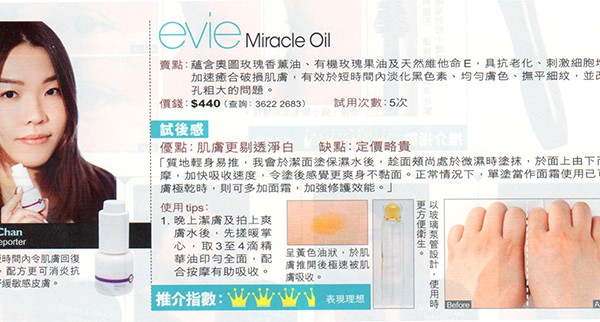 evie Miracle Oil
賣點：蘊含奧圖玫瑰香薰油、有機玫瑰果油及天然維他命E，具抗老化、刺激細胞
加速癒合破損肌膚，有效於短時間內淡化黑色素、均勻膚色、撫平細紋，並改
孔粗大的問題。
價錢：$440（查詢：3622 2683） 試用次數：5次
試後感
優點：肌膚更剔透淨白 缺點：定價略貴
「質地輕身易推，我會於潔面塗保濕水後，趁面頰尚處於微濕時塗抹，於面上由下而
摩，加快吸收速度，令塗後感覺更爽身不黏面。正常情況下，單塗當作面霜使用已可
膚極乾時，則可多加面霜，加強修護效能。」
使用tips：
1. 晚上潔膚及拍上爽
膚水後，先搓暖掌
心，取3至4滴精
華油印勻全面，配
合按摩有助吸收。
呈黃色油狀，於肌
膚推開後極速被肌
膚吸收。
以玻璃泵管設計，使用時
更方便衛生。
Before
A
Chan
eporter
時間內令肌膚回復
，配方更可消炎抗
緩敏感皮膚。
推介指數：
表現理想